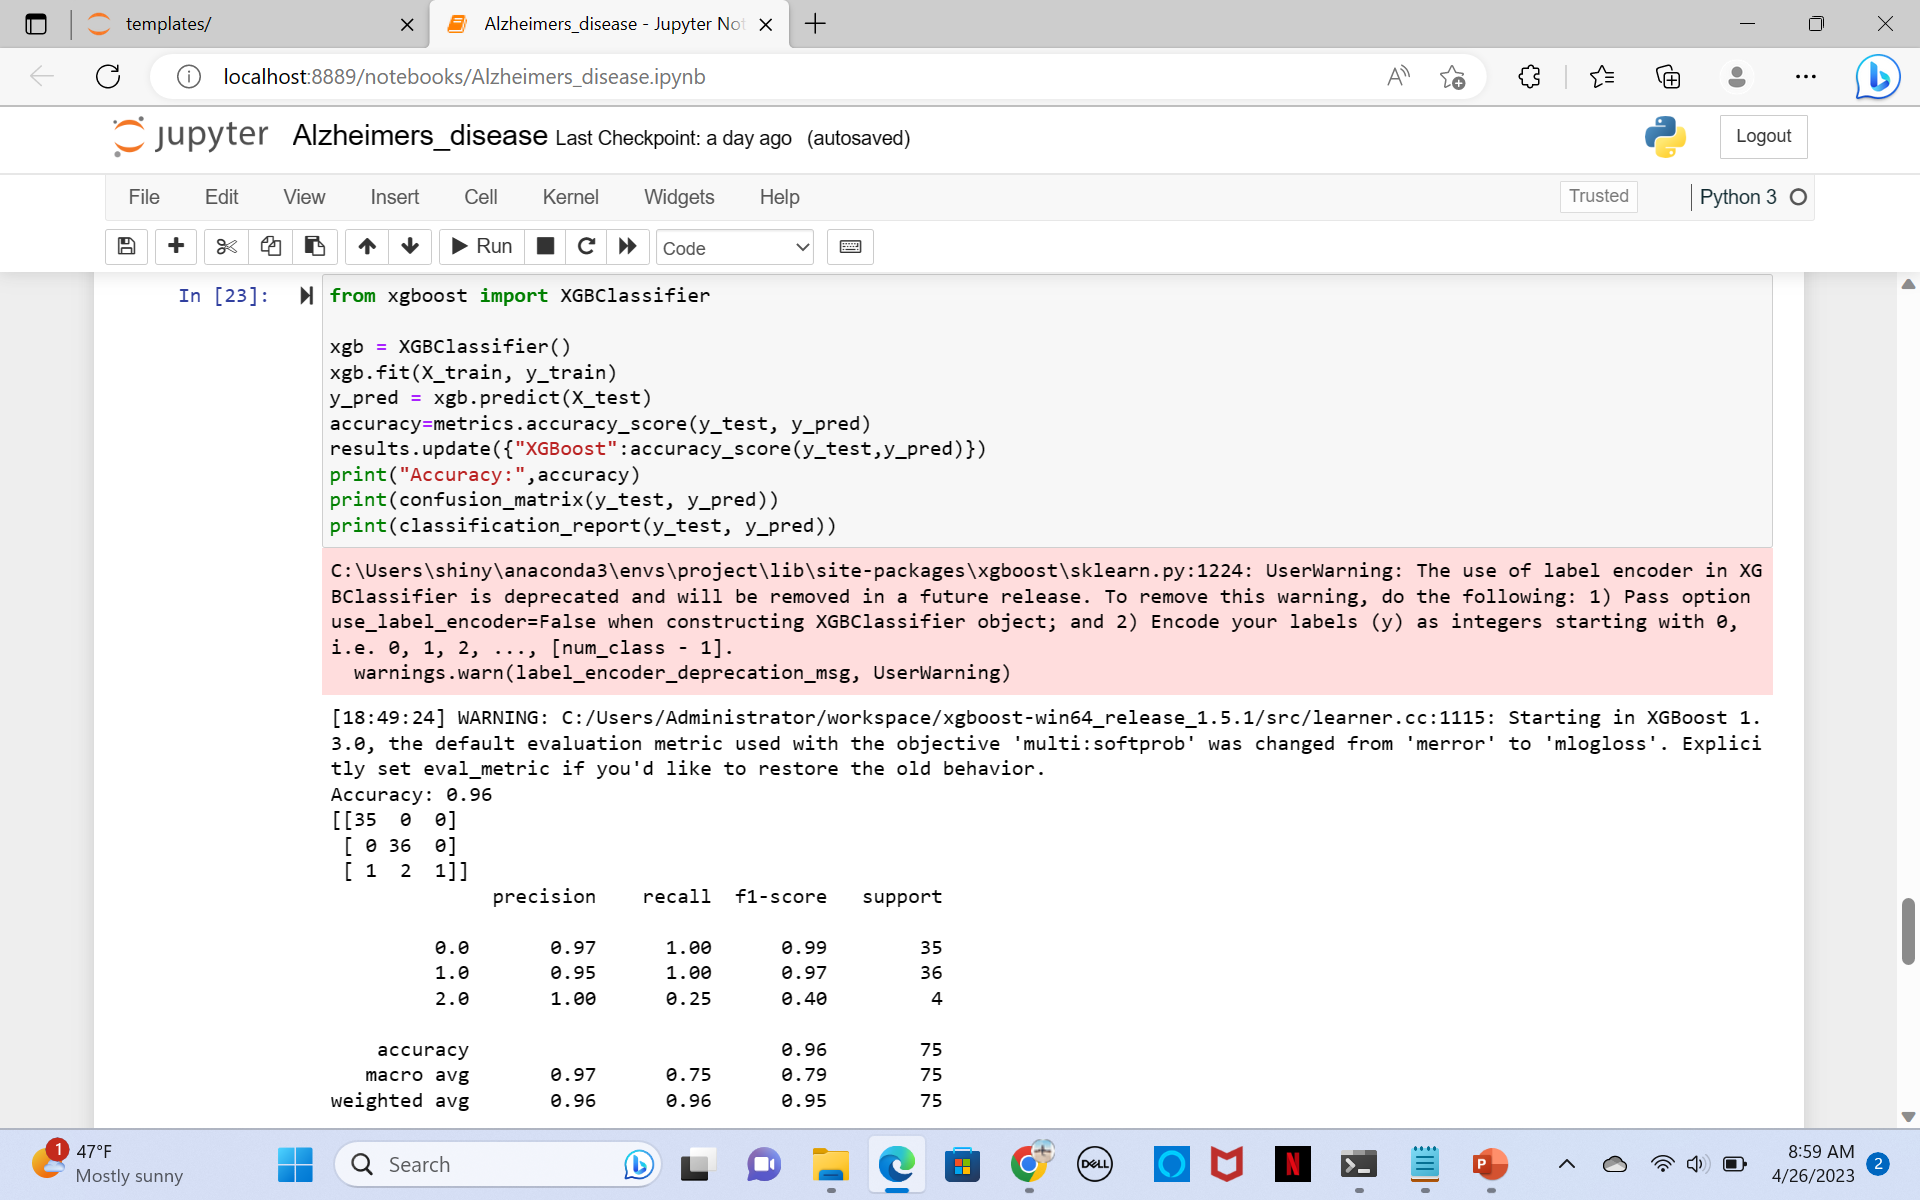 templates/
Alzheimers_disease - Jupyter Not
localhost:8889/notebooks/Alzheimers_disease.ipynb
jupyter Alzheimers_disease Last Checkpoint: a day ago (autosaved)
Logout
File Edit View Insert Cell Kernel Widgets Help
Trusted
Python 3
Run
Code
In [23]:
from xgboost import XGBClassifier
xgb = XGBClassifier()
xgb.fit(X_train, y_train)
y_pred = xgb.predict(X_test)
accuracy=metrics.accuracy_score(y_test, y_pred)
results.update({"XGBoost":accuracy_score(y_test,y_pred)})
print("Accuracy:",accuracy)
print(confusion_matrix(y_test, y_pred))
print(classification_report(y_test, y_pred))
C:\Users\shiny\anaconda3\envs\project\lib\site-packages\xgboost\sklearn.py:1224: UserWarning: The use of label encoder in XG
BClassifier is deprecated and will be removed in a future release. To remove this warning, do the following: 1) Pass option
use_label_encoder=False when constructing XGBClassifier object; and 2) Encode your labels (y) as integers starting with 0,
i.e. 0, 1, 2, ..., [num_class - 1].
warnings.warn(label_encoder_deprecation_msg, UserWarning)
[18:49:24] WARNING: C:/Users/Administrator/workspace/xgboost-win64_release_1.5.1/src/learner.cc:1115: Starting in XGBoost 1.
3.0, the default evaluation metric used with the objective 'multi:softprob' was changed from 'merror' to 'mlogloss'. Explici
tly set eval_metric if you'd like to restore the old behavior.
Accuracy: 0.96
[[35 0 0]
[ 0 36 0]
[ 1 2 1]]
precision recall f1-score support
0.0 0.97 1.00 0.99 35
1.0 0.95 1.00 0.97 36
2.0 1.00 0.25 0.40 4
accuracy 0.96 75
macro avg 0.97 0.75 0.79 75
weighted avg 0.96 0.96 0.95 75
1
47°F
Mostly sunny
Search
DELL
N
P
8:59 AM
4/26/2023
2